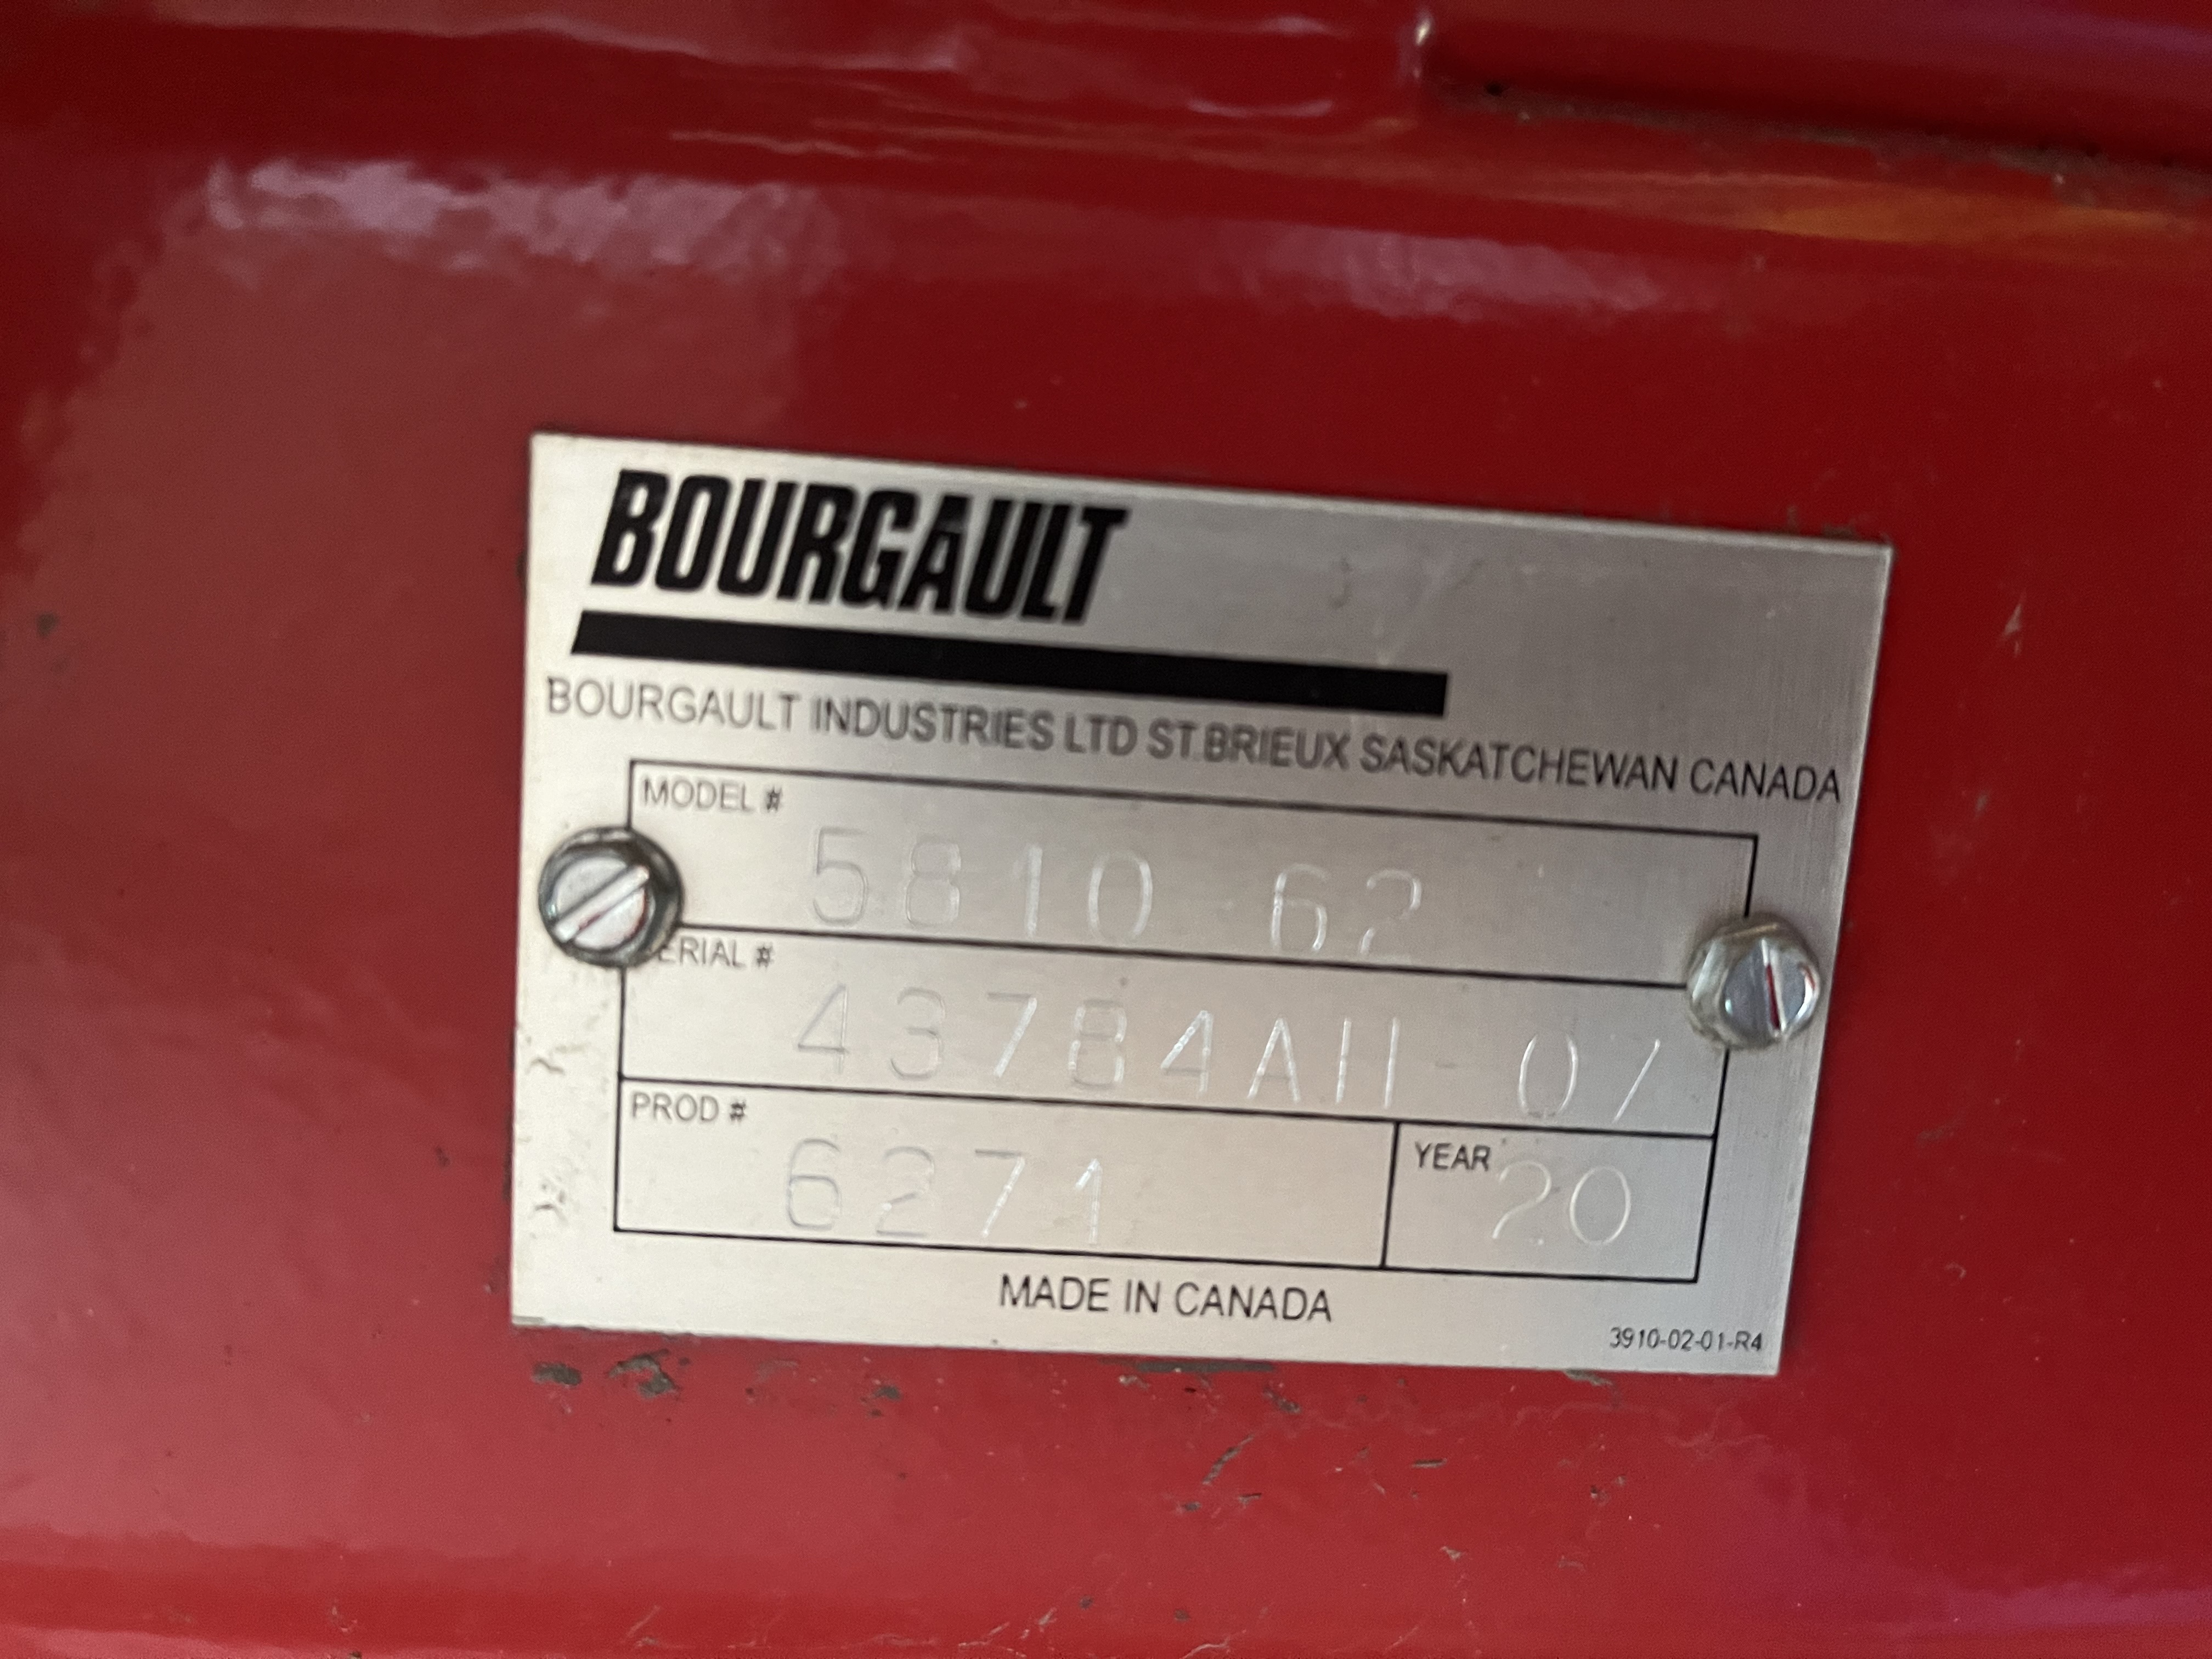 BOURGAULT
BOURGAULT INDUSTRIES LTD ST.BRIEUX SASKATCHEWAN CANADA
MODEL #
5810-62
ERIAL #
43784AH-07
PROD #
6271
YEAR
20
MADE IN CANADA
3910-02-01-R4